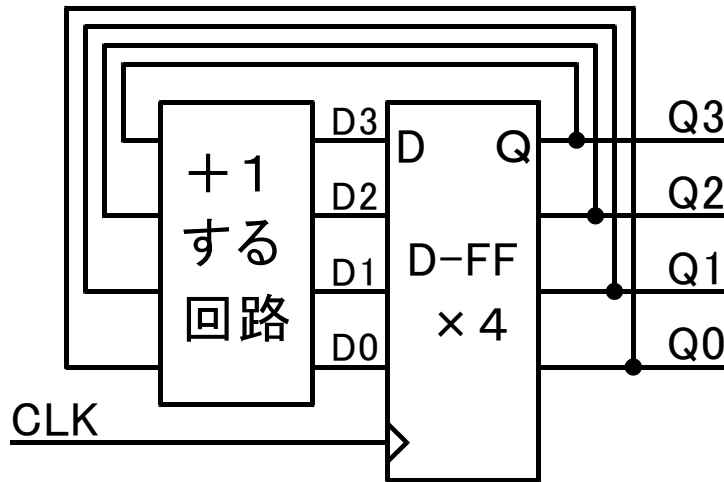 D3
Q3
D
Q
+1
する
回路
D2
Q2
D-FF
×4
D1
Q1
D0
Q0
CLK